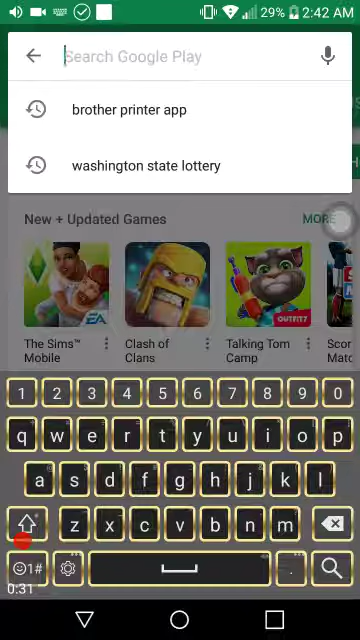 29% 2:42 AM
Search Google Play
brother printer app
washington state lottery
New + Updated Games MORE
EA
OUTFIT7
The Sims™ Mobile
Clash of Clans
Talking Tom Camp
1 2 3 4 5 6 7 8 9 0
q w e r t y u i o p
a s d f g h j k l
z x c v b n m
1# .
0:31